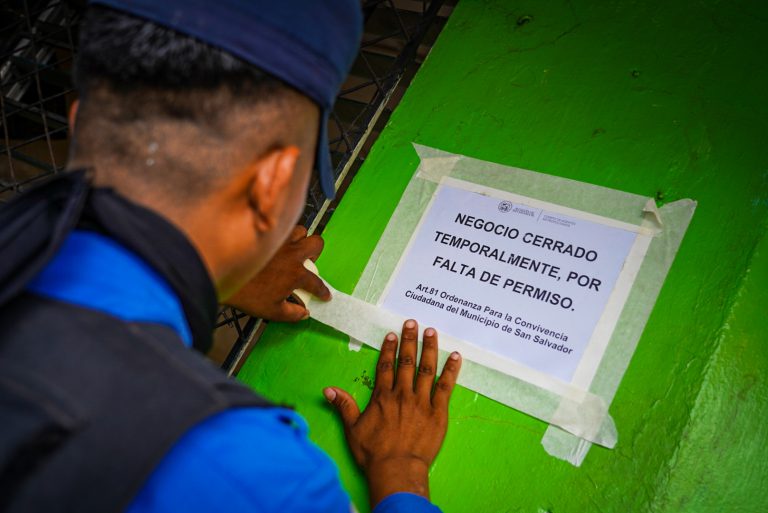 NEGOCIO CERRADO
TEMPORALMENTE, POR
FALTA DE PERMISO.
Art.81 Ordenanza Para la Convivencia
Ciudadana del Municipio de San Salvador